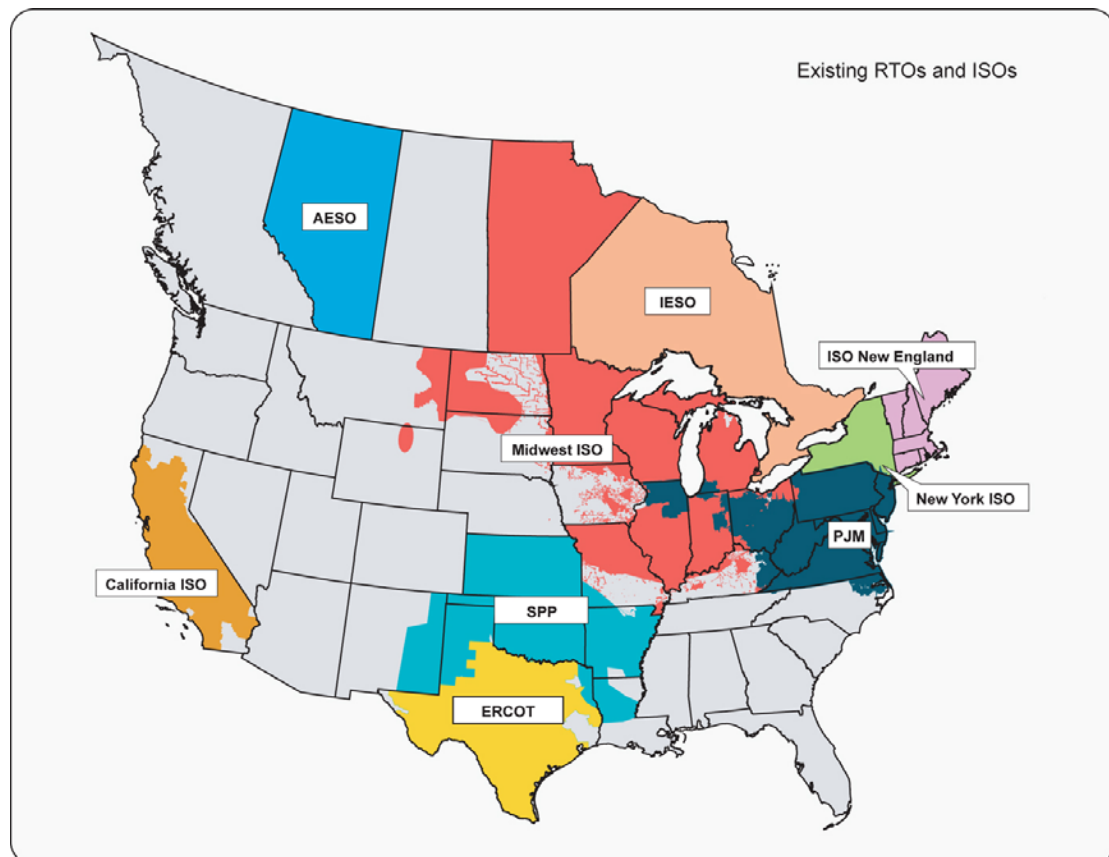 Existing RTOs and ISOs
AESO
IESO
ISO New England
Midwest ISO
New York ISO
PJM
California ISO
SPP
ERCOT